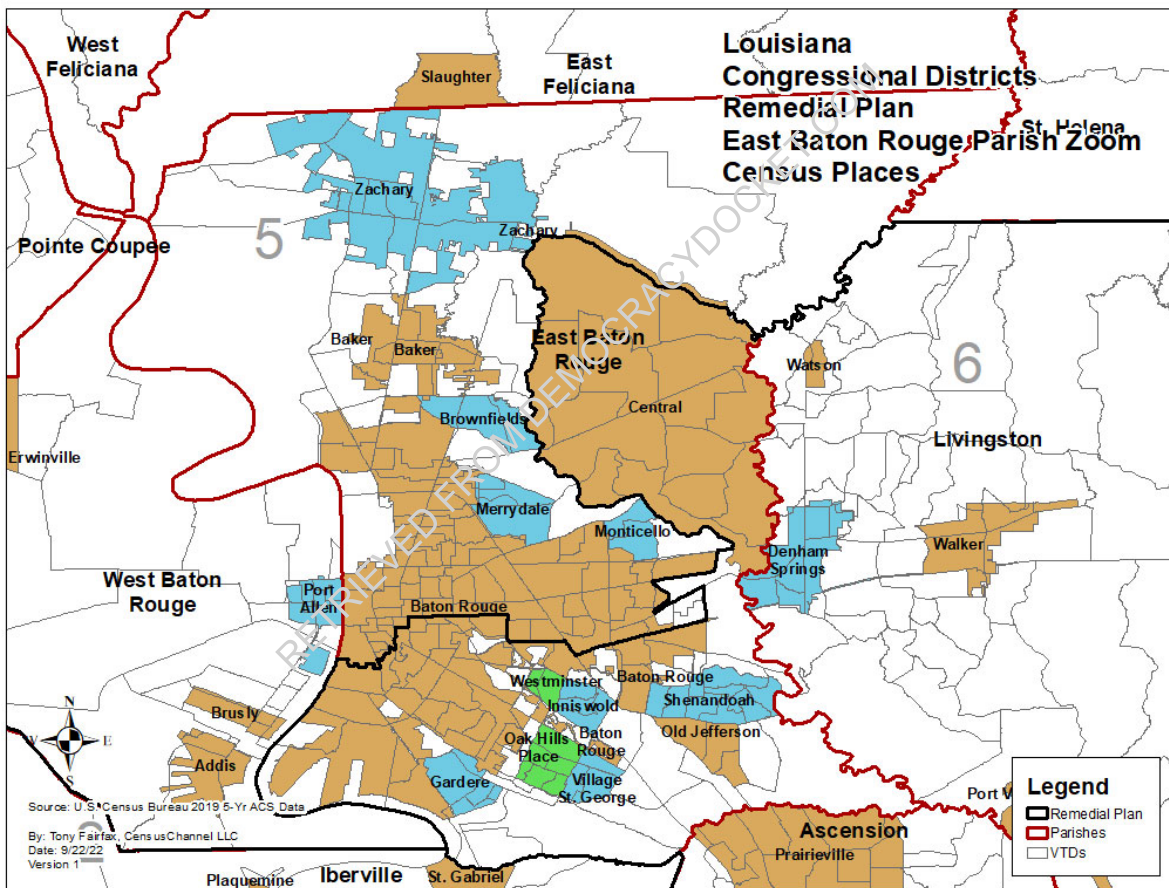 West
Feliciana
Slaughter
East
Feliciana
Louisiana
Congressional Districts
Remedial Plan
East Baton Rouge Parish Zoom
Census Places
St. Helena
Zachary
Zachary
5
Pointe Coupee
Baker
Baker
East Baton
Rouge
Watson
6
Central
Brownfields
Livingston
Erwinville
Merrydale
Monticello
Walker
Denham
Springs
West Baton
Rouge
Port
Allen
Baton Rouge
RETRIEVED FROM DEMOCRACYDOCKET.COM
Westminster
Baton Rouge
Inniswold
Shenandoah
Brusly
N
E
S
Oak Hills
Place
Baton
Rouge
Old Jefferson
Addis
Gardere
Village
St. George
Source: U.S. Census Bureau 2019 5-Yr ACS Data
By: Tony Fairfax, CensusChannel LLC
Date: 9/22/22
Version 1
2
Port V
Ascension
Prairieville
Plaquemine
Iberville
St. Gabriel
Legend
Remedial Plan
Parishes
VTDs